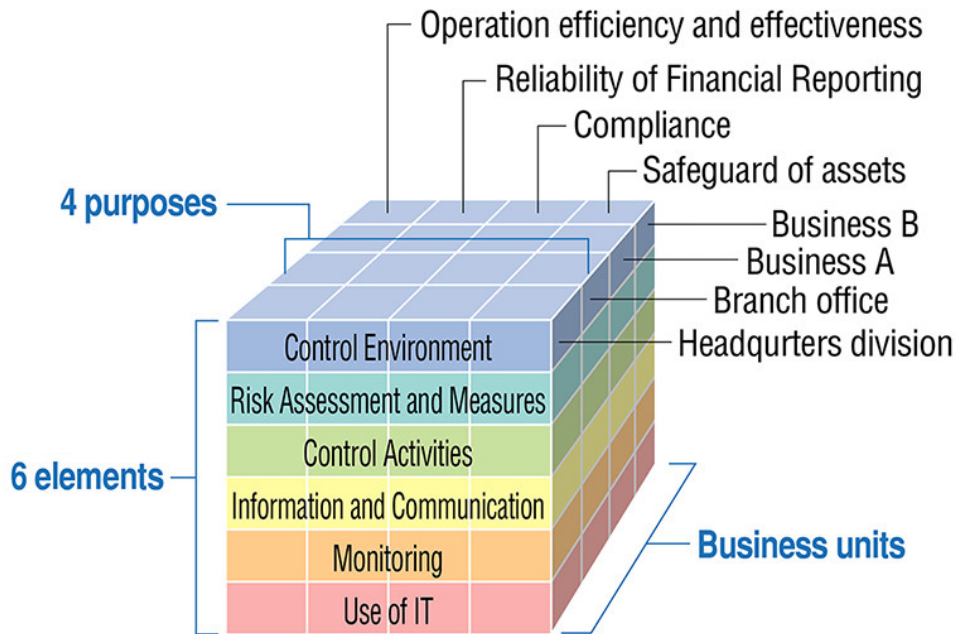 Operation efficiency and effectiveness
Reliability of Financial Reporting
Compliance
Safeguard of assets
4 purposes
Business B
Business A
Branch office
Headqurters division
Control Environment
Risk Assessment and Measures
Control Activities
6 elements
Information and Communication
Monitoring
Business units
Use of IT